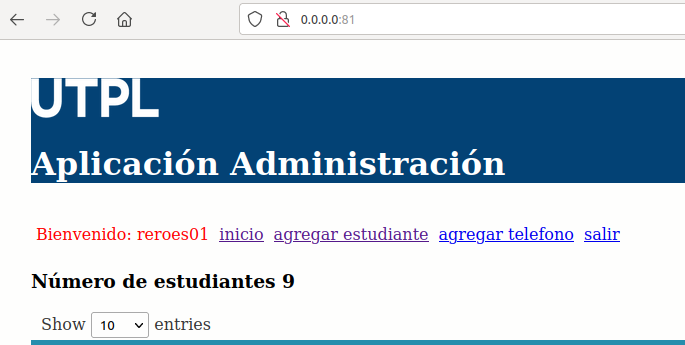 0.0.0.0:81
UTPL
Aplicación Administración
Bienvenido: reroes01 inicio agregar estudiante agregar telefono salir
Número de estudiantes 9
Show 10 entries